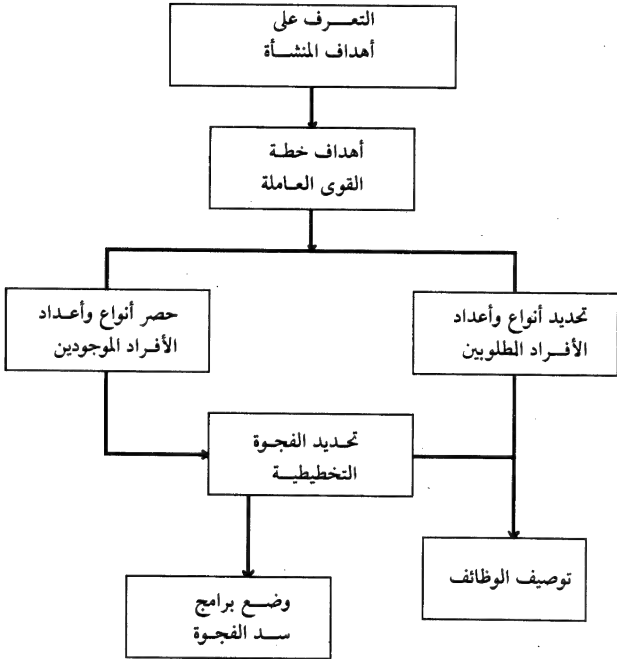 التعرف على
أهداف المنشأة
أهداف خطة
القوى العاملة
تحديد أنواع وأعداد
الأفراد الطلوبين
حصر أنواع وأعداد
الأفراد الموجودين
تحديد الفجوة
التخطيطية
توصيف الوظائف
وضع برامج
سد الفجوة